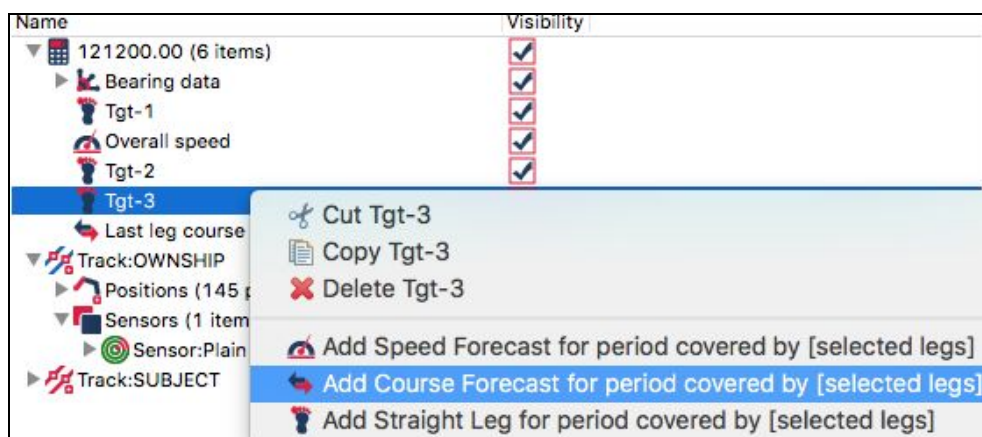 Name Visibility
121200.00 (6 items)
Bearing data
Tgt-1
Overall speed
Tgt-2
Tgt-3
Cut Tgt-3
Last leg course
Copy Tgt-3
Track:OWNSHIP
Positions (145
Delete Tgt-3
Sensors (1 item
Sensor:Plain
Add Speed Forecast for period covered by [selected legs]
Track:SUBJECT
Add Course Forecast for period covered by [selected legs]
Add Straight Leg for period covered by [selected legs]